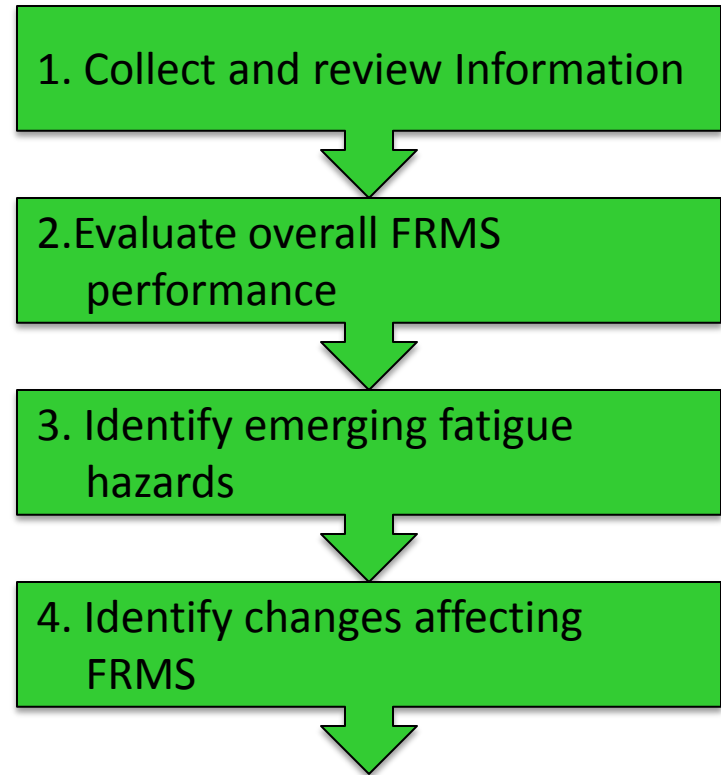 1. Collect and review Information
2.Evaluate overall FRMS
performance
3. Identify emerging fatigue
hazards
4. Identify changes affecting
FRMS